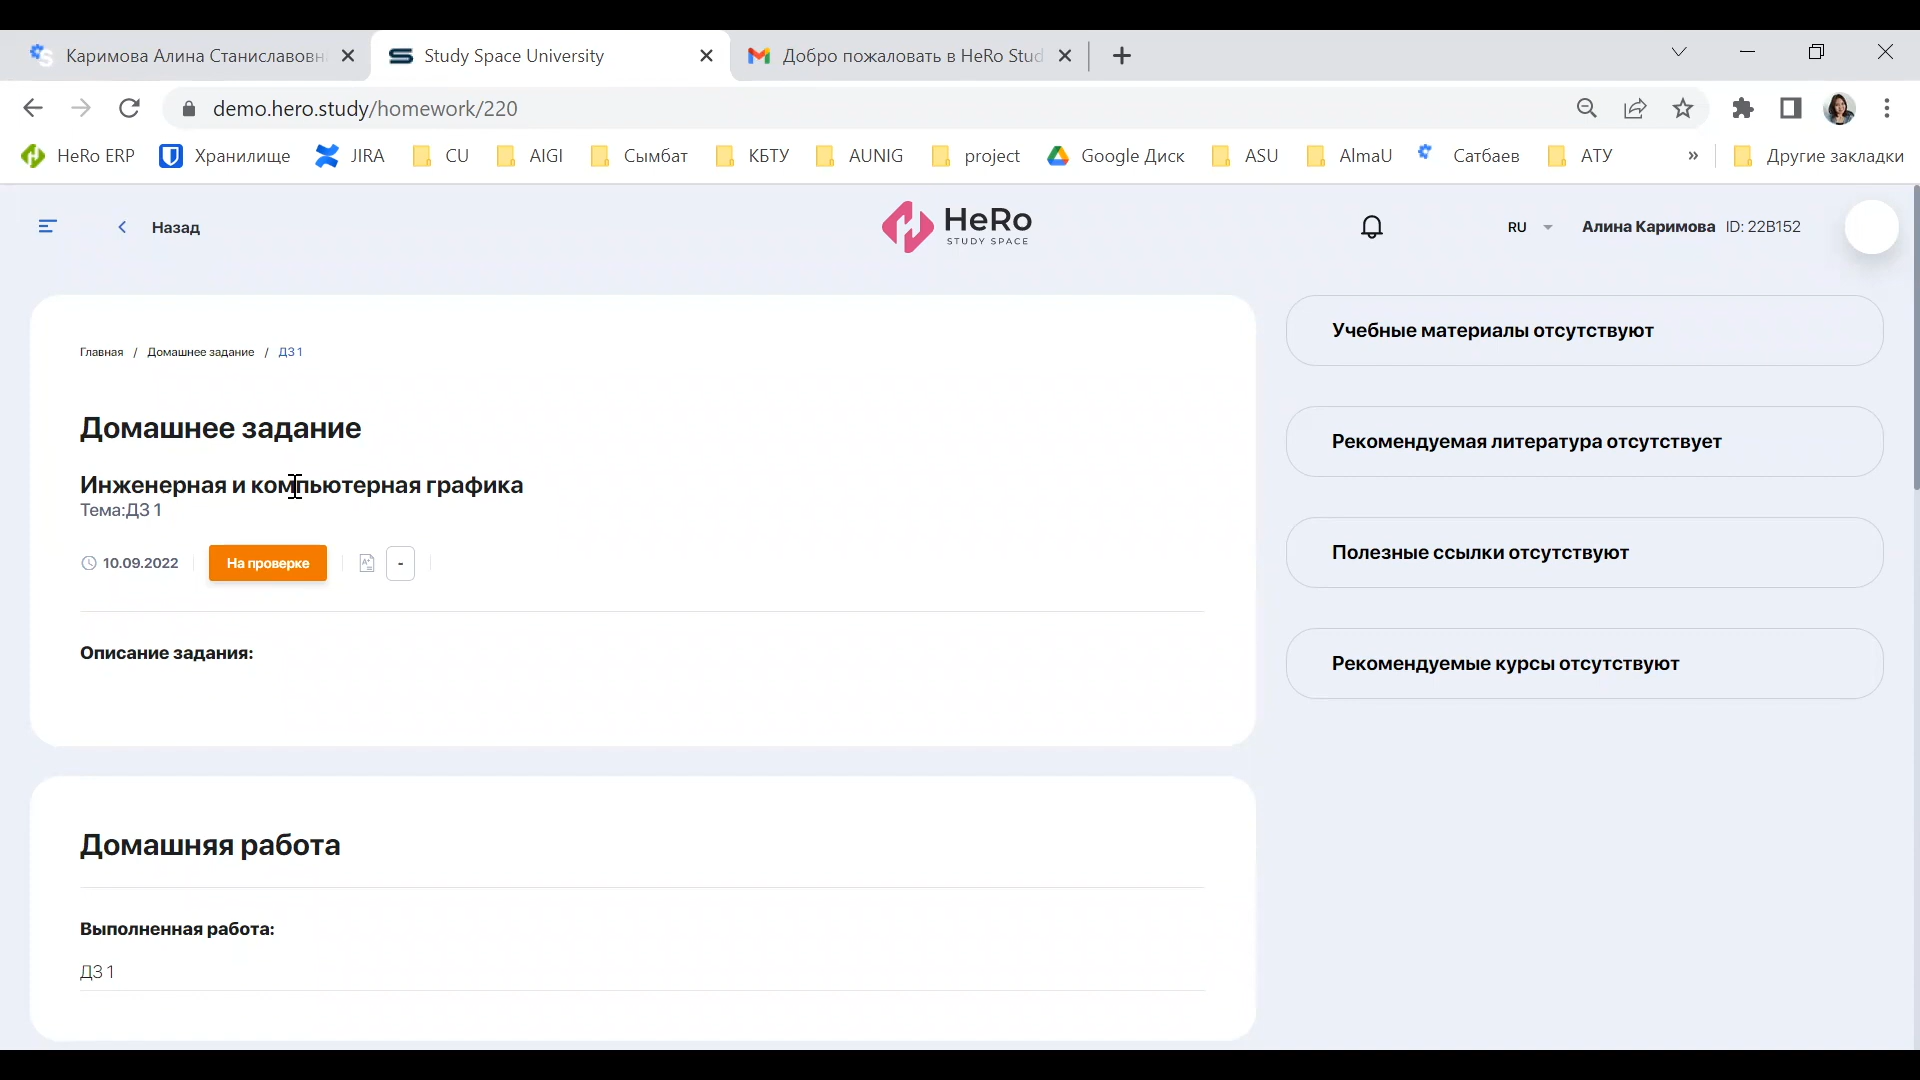 Каримова Алина Станиславовн
Study Space University
Добро пожаловать в HeRo Stud
demo.hero.study/homework/220
HeRo ERP
Хранилище
JIRA
CU
AIGI
Сымбат
КБТУ
AUNIG
project
Google Диск
ASU
AlmaU
Сатбаев
АТУ
»
Другие закладки
Назад
HeRo
STUDY SPACE
RU
Алина Каримова ID: 22B152
Главная / Домашнее задание / ДЗ 1
Домашнее задание
Инженерная и компьютерная графика
Тема:ДЗ 1
10.09.2022
На проверке
-
Описание задания:
Домашняя работа
Выполненная работа:
ДЗ 1
Учебные материалы отсутствуют
Рекомендуемая литература отсутствует
Полезные ссылки отсутствуют
Рекомендуемые курсы отсутствуют